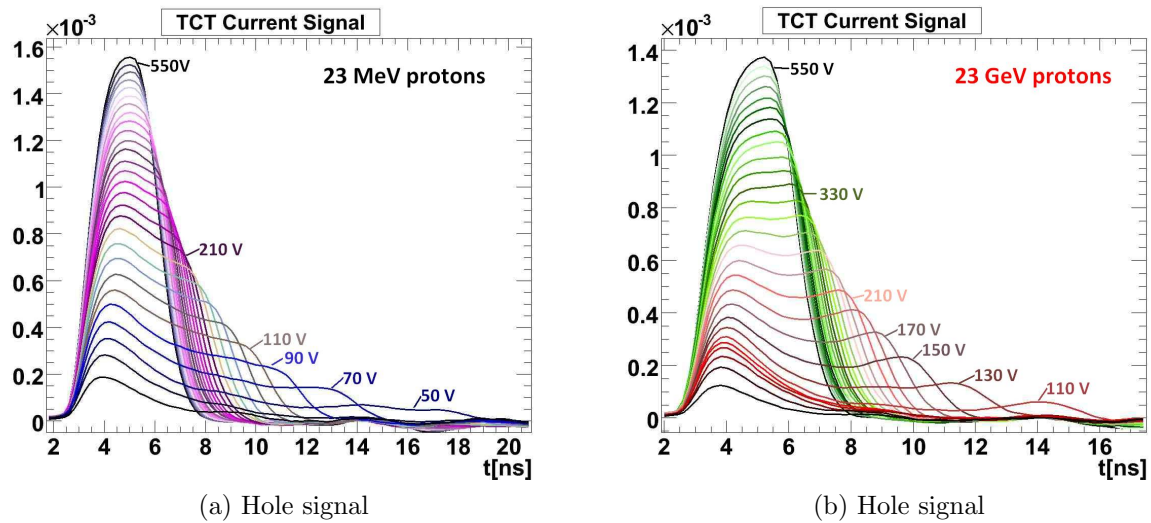 TCT Current Signal
×10⁻³
23 MeV protons
550V
210 V
110 V
90 V
70 V
50 V
1.6
1.4
1.2
1
0.8
0.6
0.4
0.2
0
2 4 6 8 10 12 14 16 18 20
t[ns]
(a) Hole signal
TCT Current Signal
×10⁻³
23 GeV protons
550 V
330 V
210 V
170 V
150 V
130 V
110 V
1.4
1.2
1
0.8
0.6
0.4
0.2
0
2 4 6 8 10 12 14 16
t[ns]
(b) Hole signal